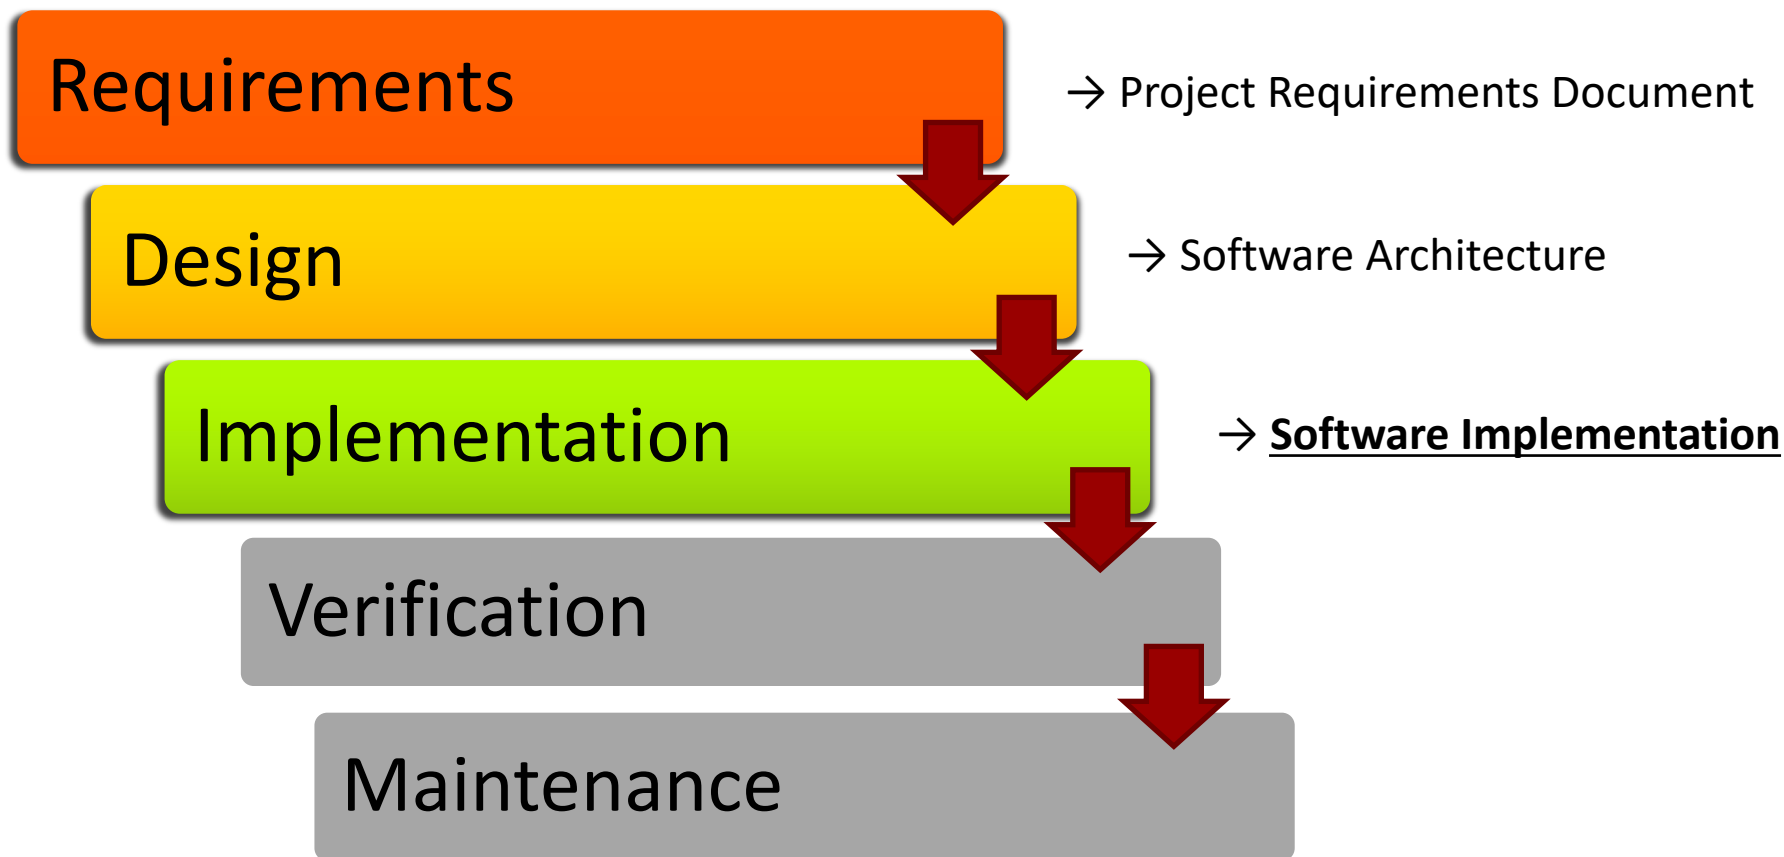 Requirements
→ Project Requirements Document
Design
→ Software Architecture
Implementation
→ Software Implementation
Verification
Maintenance